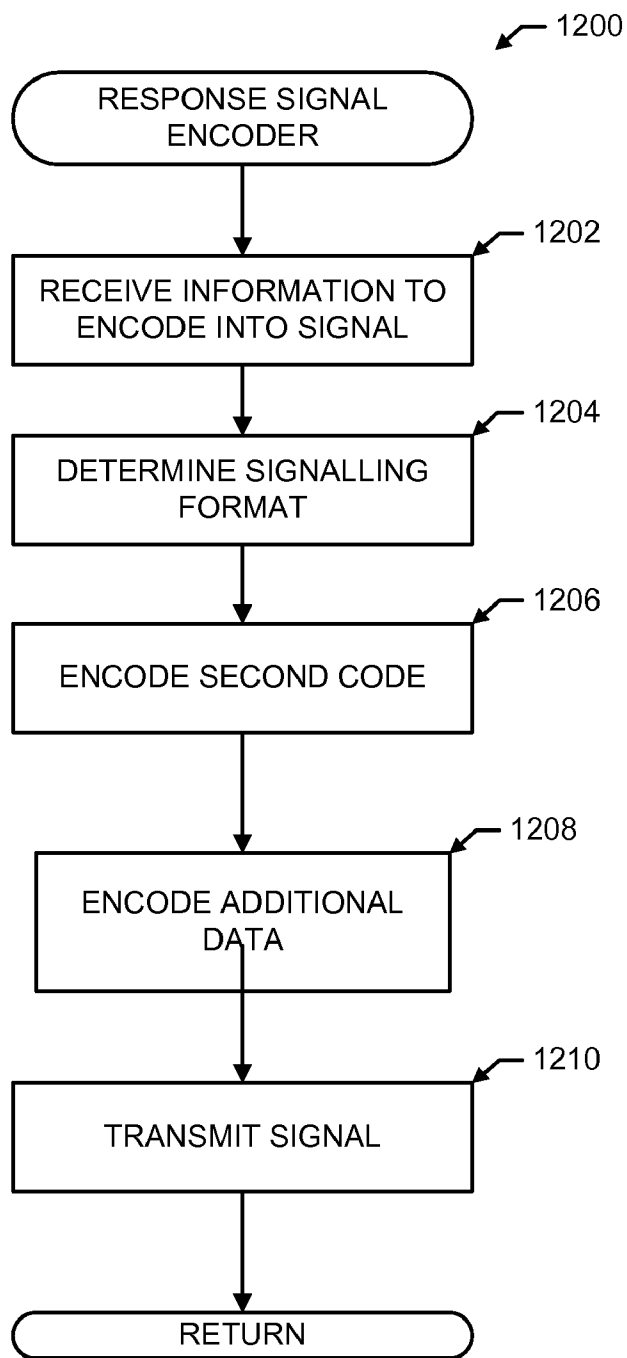 1200
RESPONSE SIGNAL
ENCODER
1202
RECEIVE INFORMATION TO
ENCODE INTO SIGNAL
1204
DETERMINE SIGNALLING
FORMAT
1206
ENCODE SECOND CODE
1208
ENCODE ADDITIONAL
DATA
1210
TRANSMIT SIGNAL
RETURN